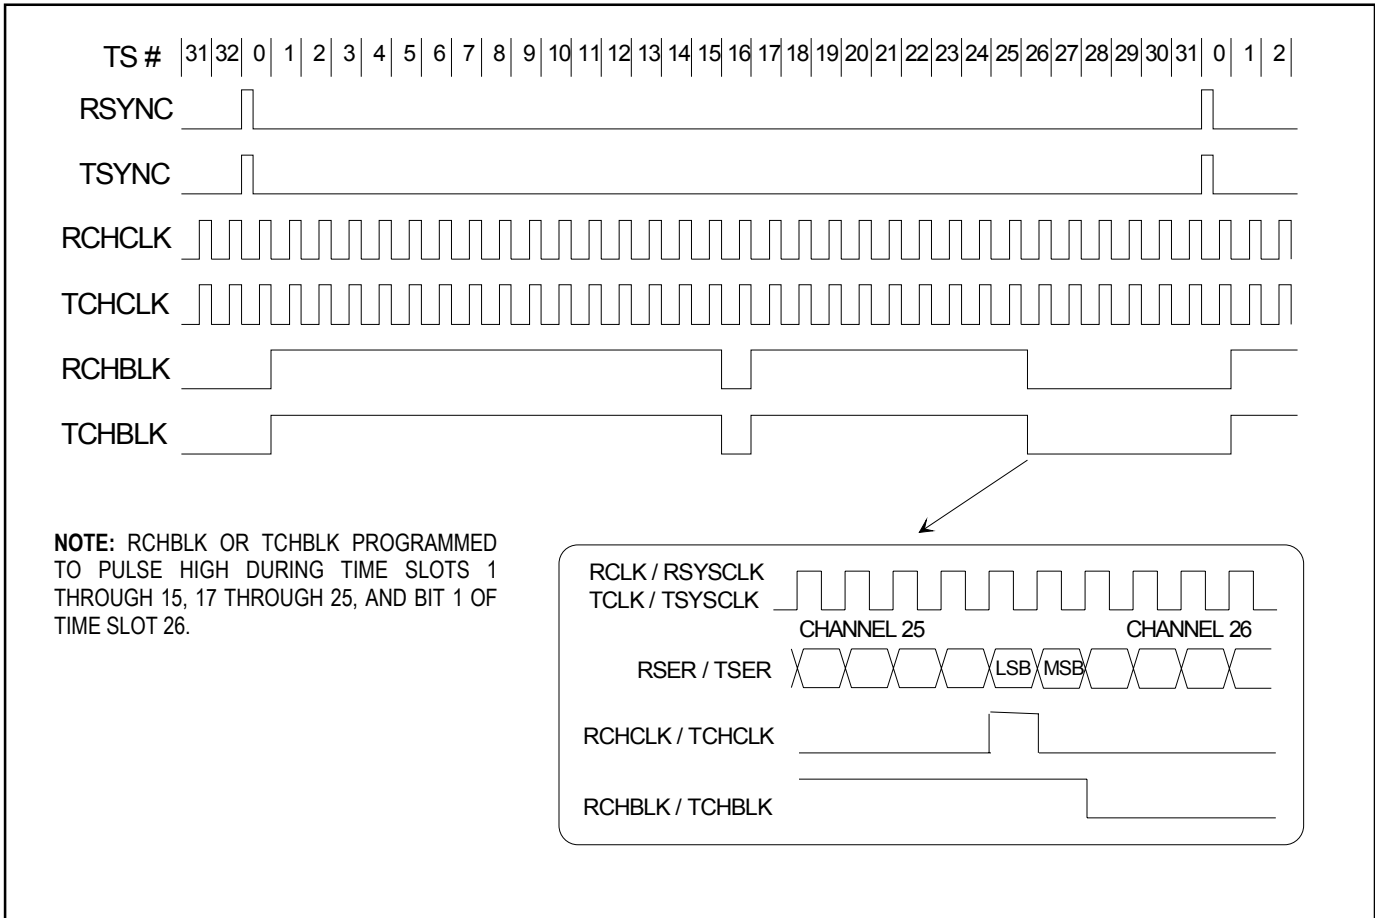 TS # 31 32 0 1 2 3 4 5 6 7 8 9 10 11 12 13 14 15 16 17 18 19 20 21 22 23 24 25 26 27 28 29 30 31 0 1 2
RSYNC
TSYNC
RCHCLK
TCHCLK
RCHBLK
TCHBLK
NOTE: RCHBLK OR TCHBLK PROGRAMMED
TO PULSE HIGH DURING TIME SLOTS 1
THROUGH 15, 17 THROUGH 25, AND BIT 1 OF
TIME SLOT 26.
RCLK / RSYSCLK
TCLK / TSYSCLK
CHANNEL 25 CHANNEL 26
RSER / TSER LSB MSB
RCHCLK / TCHCLK
RCHBLK / TCHBLK